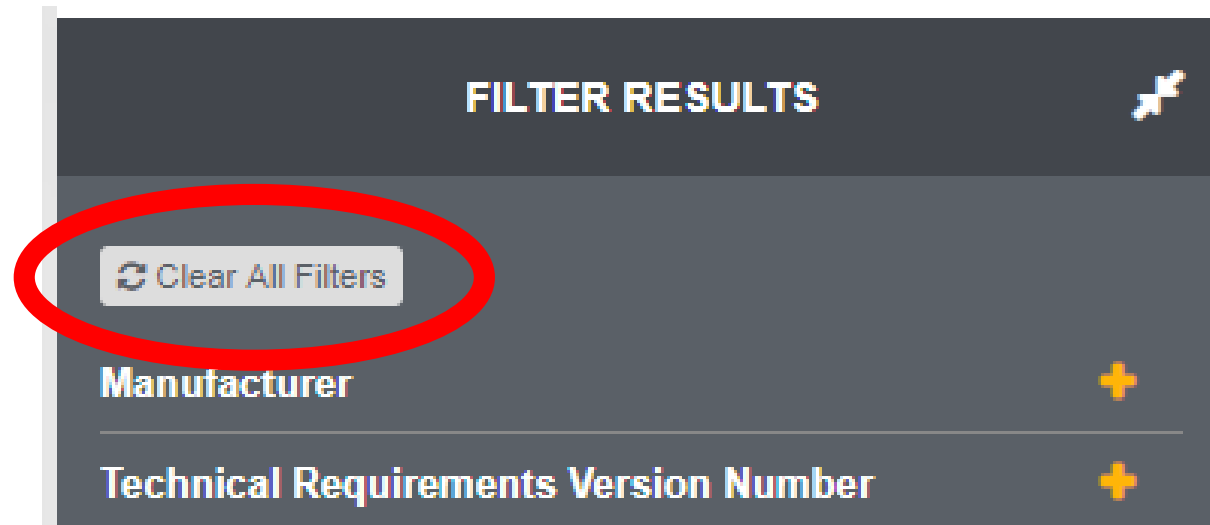 FILTER RESULTS
Clear All Filters
Manufacturer
Technical Requirements Version Number